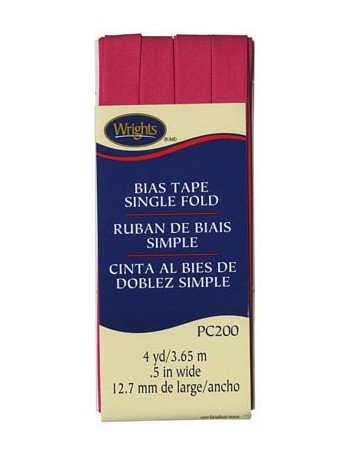 Wrights
®/MD
BIAS TAPE
SINGLE FOLD
RUBAN DE BIAIS
SIMPLE
CINTA AL BIES DE
DOBLEZ SIMPLE
PC200
4 yd/3.65 m
.5 in wide
12.7 mm de large/ancho